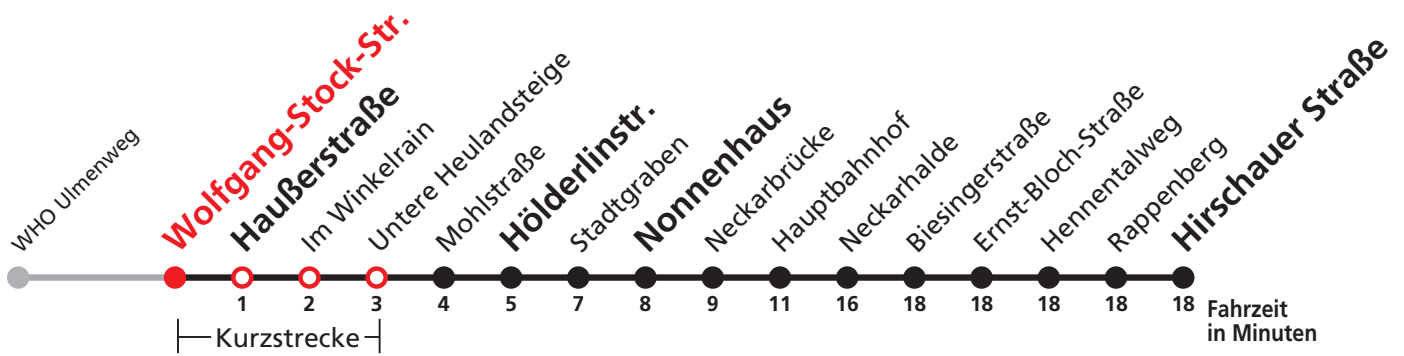 WHO Ulmenweg
Wolfgang-Stock-Str.
Haußerstraße
Im Winkelrain
Untere Heulandsteige
Mohlstraße
Hölderlinstr.
Stadtgraben
Nonnenhaus
Neckarbrücke
Hauptbahnhof
Neckarhalde
Biesingerstraße
Ernst-Bloch-Straße
Hennentalweg
Rappenberg
Hirschauer Straße
1 2 3 4 5 7 8 9 11 16 18 18 18 18 18
Fahrzeit
in Minuten
Kurzstrecke